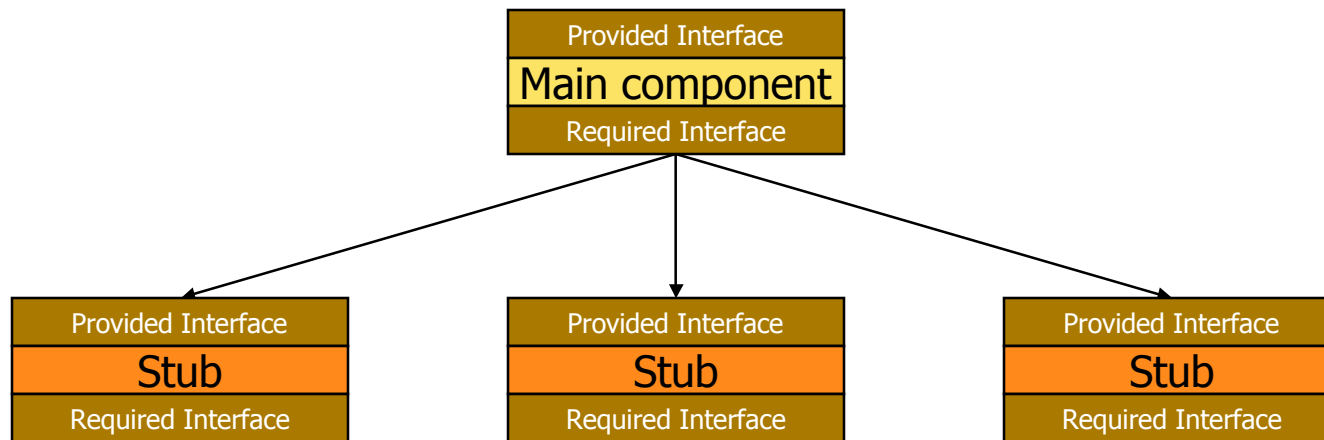 Provided Interface
Main component
Required Interface
Provided Interface
Stub
Required Interface
Provided Interface
Stub
Required Interface
Provided Interface
Stub
Required Interface